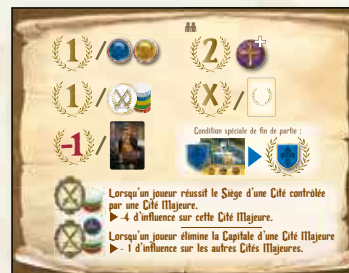 1 / 2 +
1 / X /
-1 / Condition spéciale de fin de partie :
Lorsqu'un joueur réussit le Siège d'une Cité contrôlée
par une Cité Majeure.
-4 d'influence sur cette Cité Majeure.
Lorsqu'un joueur élimine la Capitale d'une Cité Majeure
- 1 d'influence sur les autres Cités Majeures.